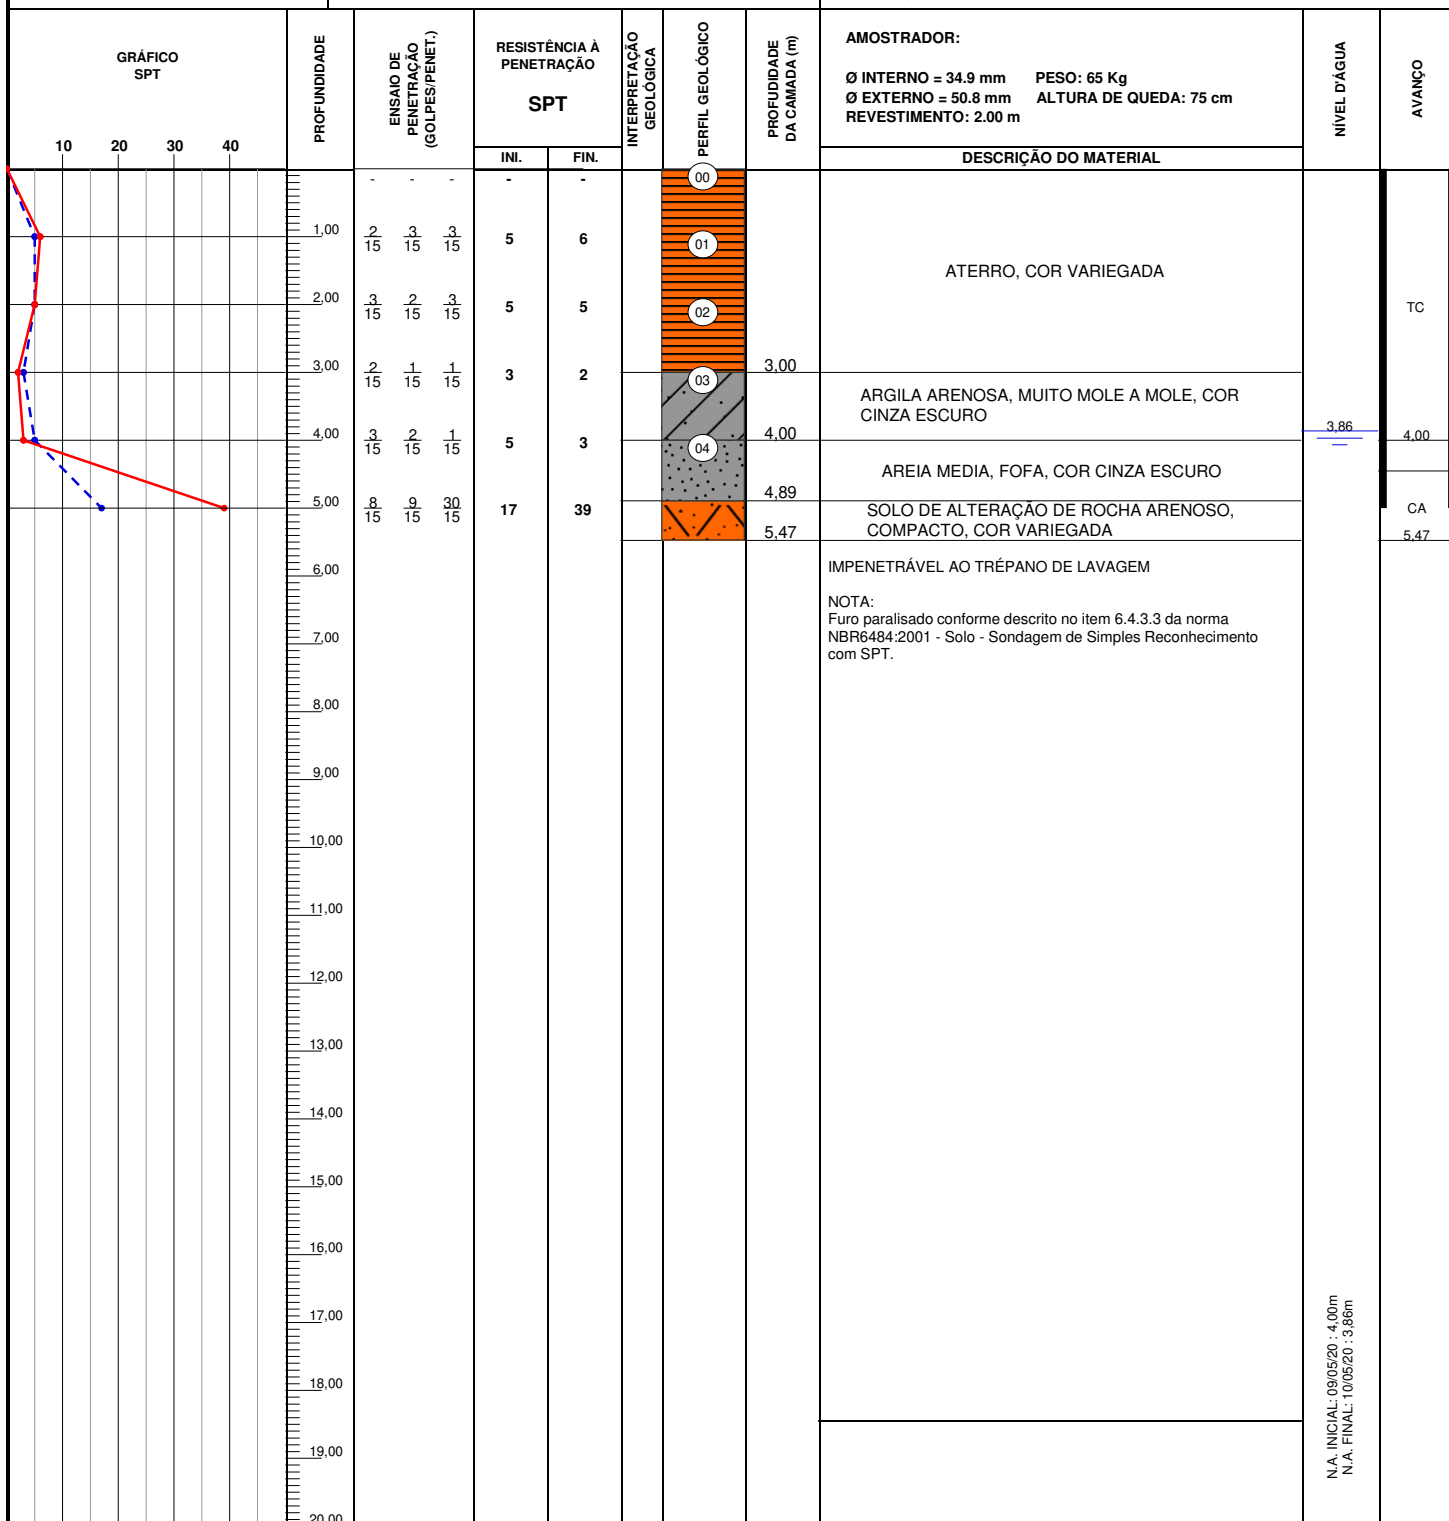 GRÁFICO
SPT
10 20 30 40
PROFUNDIDADE
ENSAIO DE
PENETRAÇÃO
(GOLPES/PENET.)
RESISTÊNCIA À
PENETRAÇÃO
SPT
INI. FIN.
INTERPRETAÇÃO
GEOLÓGICA
PERFIL GEOLÓGICO
PROFUDIDADE
DA CAMADA (m)
AMOSTRADOR:
Ø INTERNO = 34.9 mm PESO: 65 Kg
Ø EXTERNO = 50.8 mm ALTURA DE QUEDA: 75 cm
REVESTIMENTO: 2.00 m
DESCRIÇÃO DO MATERIAL
NÍVEL D'ÁGUA
AVANÇO
- - - - -
00
1,00 2/15 3/15 3/15 5 6
01
ATERRO, COR VARIEGADA
2,00 3/15 2/15 3/15 5 5
02
TC
3,00 2/15 1/15 1/15 3 2
3,00
03
ARGILA ARENOSA, MUITO MOLE A MOLE, COR
CINZA ESCURO
3,86
4,00 3/15 2/15 1/15 5 3
4,00
4,00
04
AREIA MEDIA, FOFA, COR CINZA ESCURO
4,89
5,00 8/15 9/15 30/15 17 39
SOLO DE ALTERAÇÃO DE ROCHA ARENOSO,
COMPACTO, COR VARIEGADA
CA
5,47
5,47
IMPENETRÁVEL AO TRÉPANO DE LAVAGEM
NOTA:
Furo paralisado conforme descrito no item 6.4.3.3 da norma
NBR6484:2001 - Solo - Sondagem de Simples Reconhecimento
com SPT.
6,00
7,00
8,00
9,00
10,00
11,00
12,00
13,00
14,00
15,00
16,00
17,00
18,00
19,00
20,00
N.A. INICIAL: 09/05/20 : 4,00m
N.A. FINAL: 10/05/20 : 3,86m